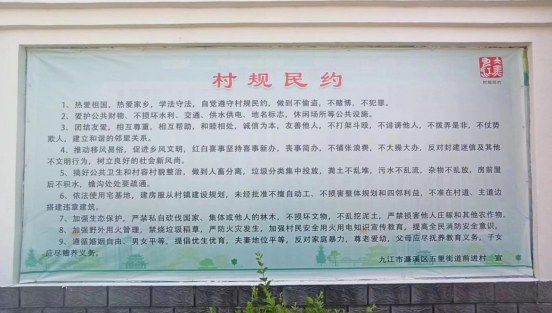 村规民约
1、热爱祖国，热爱家乡，学法守法，自觉遵守村规民约，做到不偷盗，不赌博，不犯罪。
2、爱护公共财物，不损坏水利、交通、供水供电、地名标志、休闲场所等公共设施。
3、团结友爱，相互尊重，相互帮助，和睦相处，诚信为本，友善他人，不打架斗殴，不诽谤他人，不拨弄是非，不仗势
欺人，建立和谐的邻里关系。
4、推动移风易俗，促进乡风文明，红白喜事坚持喜事新办，丧事简办，不铺张浪费，不大操大办，反对封建迷信及其他
不文明行为，树立良好的社会新风尚。
5、搞好公共卫生和村容村貌整治，做到人畜分离，垃圾分类集中投放，粪土不乱堆，污水不乱流，杂物不乱放，房前屋
后不积水，檐沟处处要疏通。
6、依法使用宅基地，建房服从村镇建设规划，未经批准不擅自动工，不损害整体规划和四邻利益，不准在村道、主道边
搭建违章建筑。
7、加强生态保护，严禁私自砍伐国家、集体或他人的林木，不损坏文物，不乱挖泥土，严禁损害他人庄稼和其他农作物。
8、加强野外用火管理，禁烧垃圾稻草，严防火灾发生，加强村民安全用火用电知识宣传教育，提高全民消防安全意识。
9、遵循婚姻自由、男女平等，提倡优生优育，夫妻地位平等，反对家庭暴力，尊老爱幼，父母应尽抚养教育义务，子女
应尽赡养义务。
九江市濂溪区五里街道前进村 宣